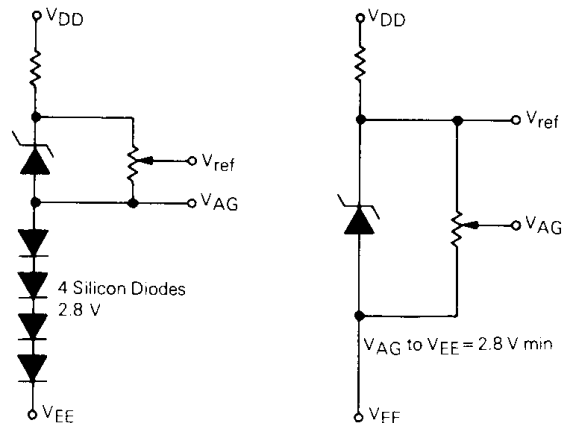 VDD
Vref
VAG
4 Silicon Diodes
2.8 V
VEE
VDD
Vref
VAG
VAG to VEE = 2.8 V min
VEE